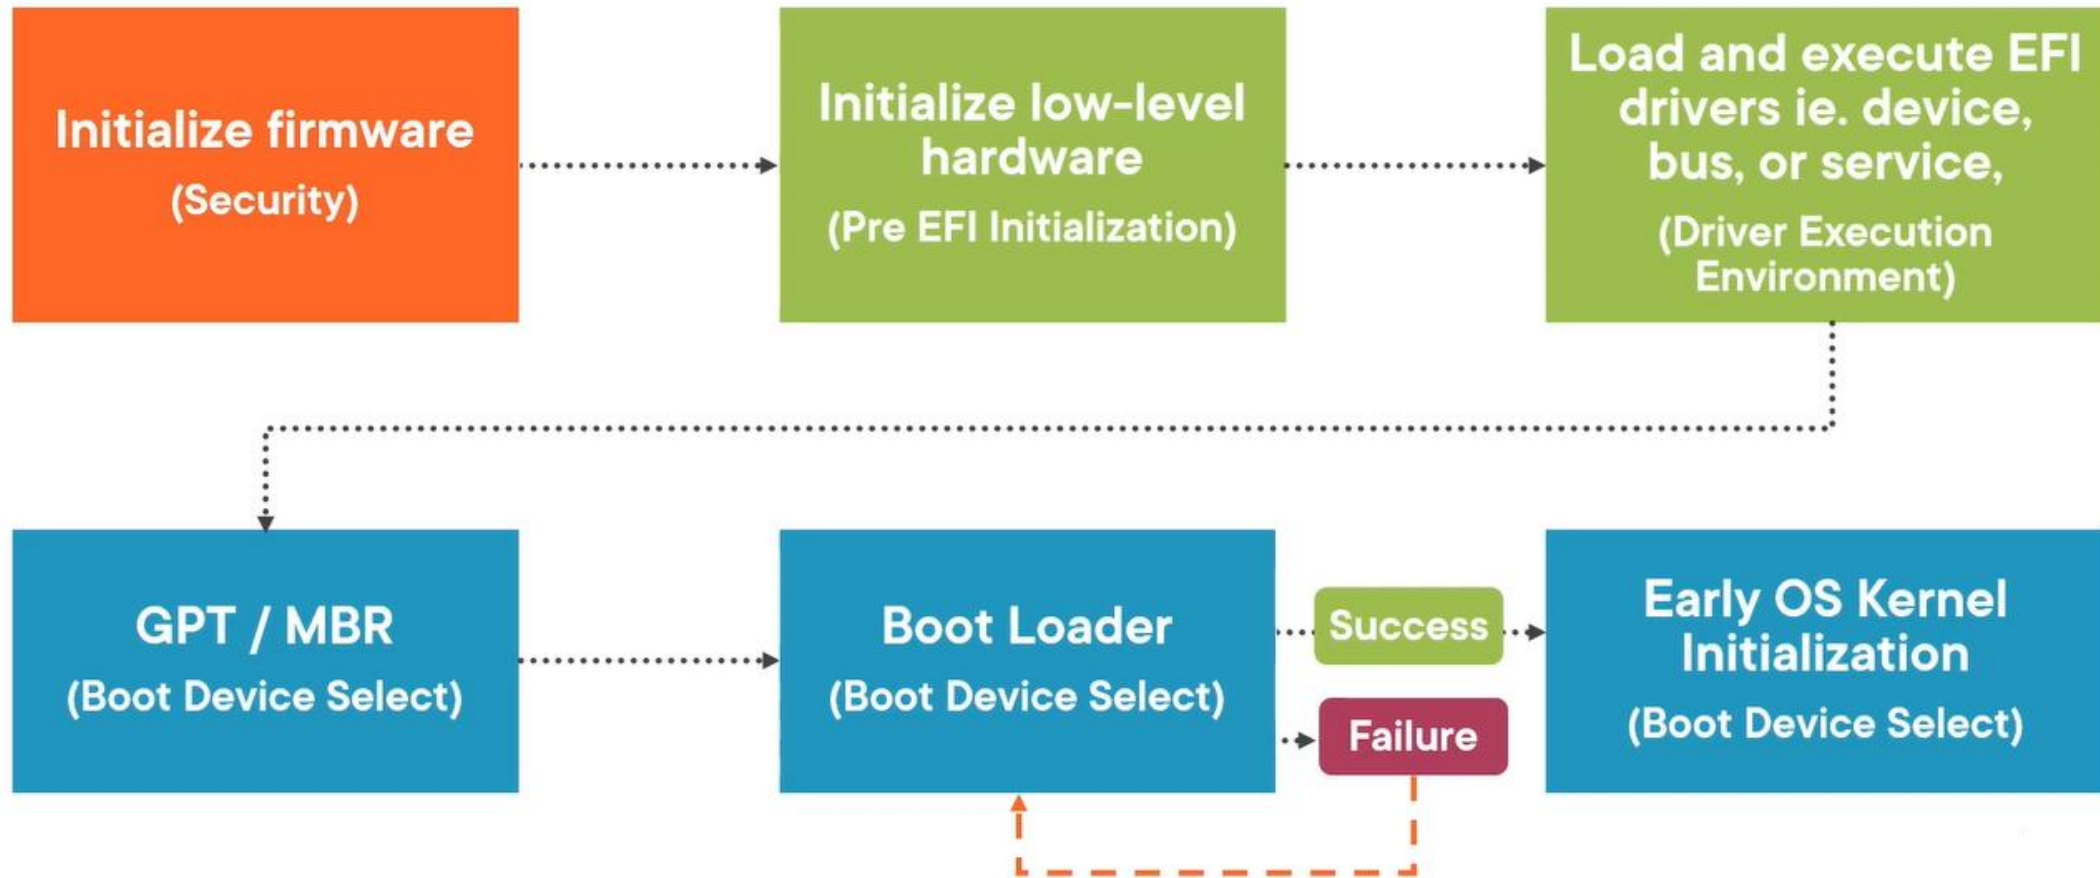 Initialize firmware
(Security)
Initialize low-level
hardware
(Pre EFI Initialization)
Load and execute EFI
drivers ie. device,
bus, or service,
(Driver Execution
Environment)
GPT / MBR
(Boot Device Select)
Boot Loader
(Boot Device Select)
Success
Failure
Early OS Kernel
Initialization
(Boot Device Select)